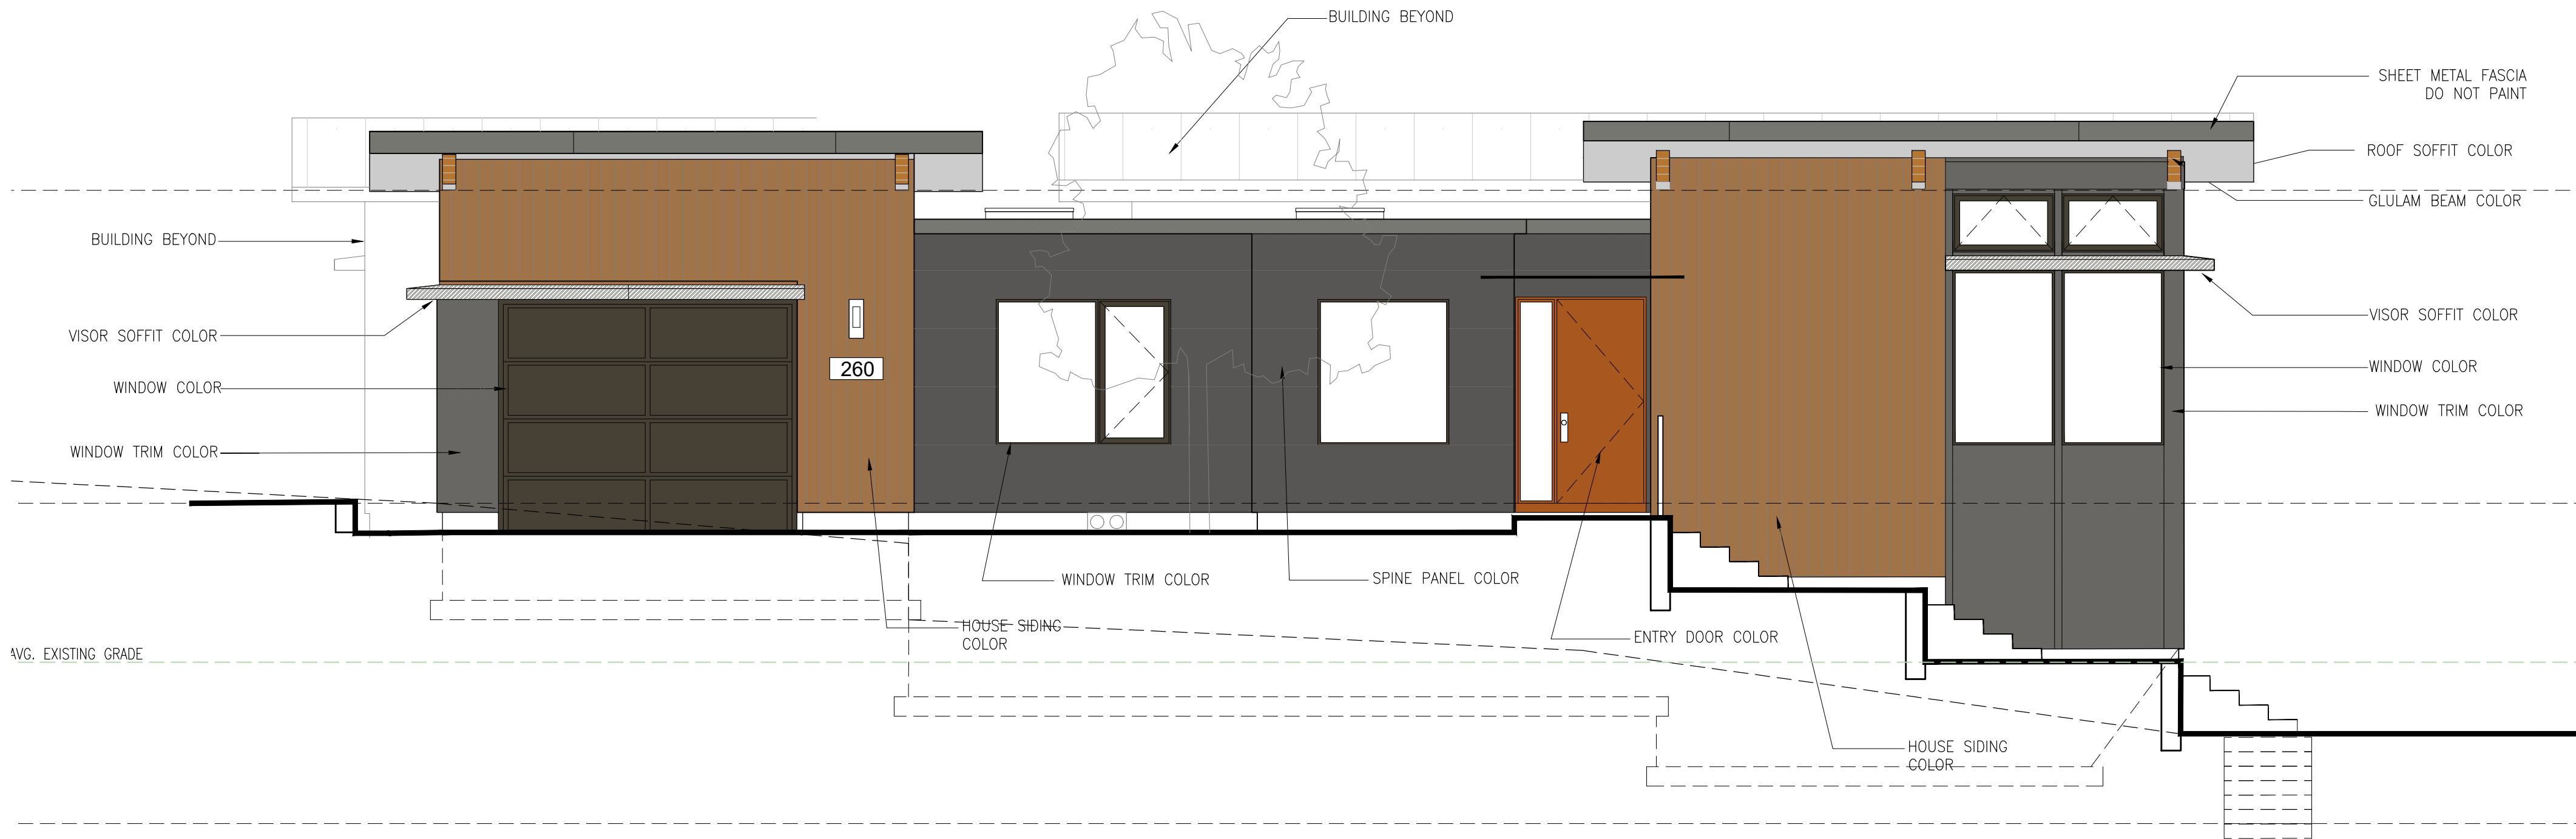 BUILDING BEYOND
SHEET METAL FASCIA
DO NOT PAINT
ROOF SOFFIT COLOR
GLULAM BEAM COLOR
BUILDING BEYOND
VISOR SOFFIT COLOR
VISOR SOFFIT COLOR
260
WINDOW COLOR
WINDOW COLOR
WINDOW TRIM COLOR
WINDOW TRIM COLOR
WINDOW TRIM COLOR
SPINE PANEL COLOR
HOUSE SIDING
COLOR
ENTRY DOOR COLOR
AVG. EXISTING GRADE
HOUSE SIDING
COLOR